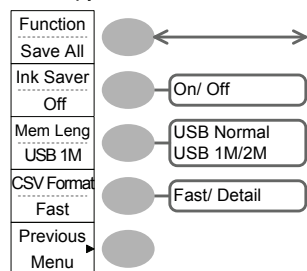 Function
Save All
Ink Saver
Off
On/ Off
Mem Leng
USB 1M
USB Normal
USB 1M/2M
CSV Format
Fast
Fast/ Detail
Previous
Menu